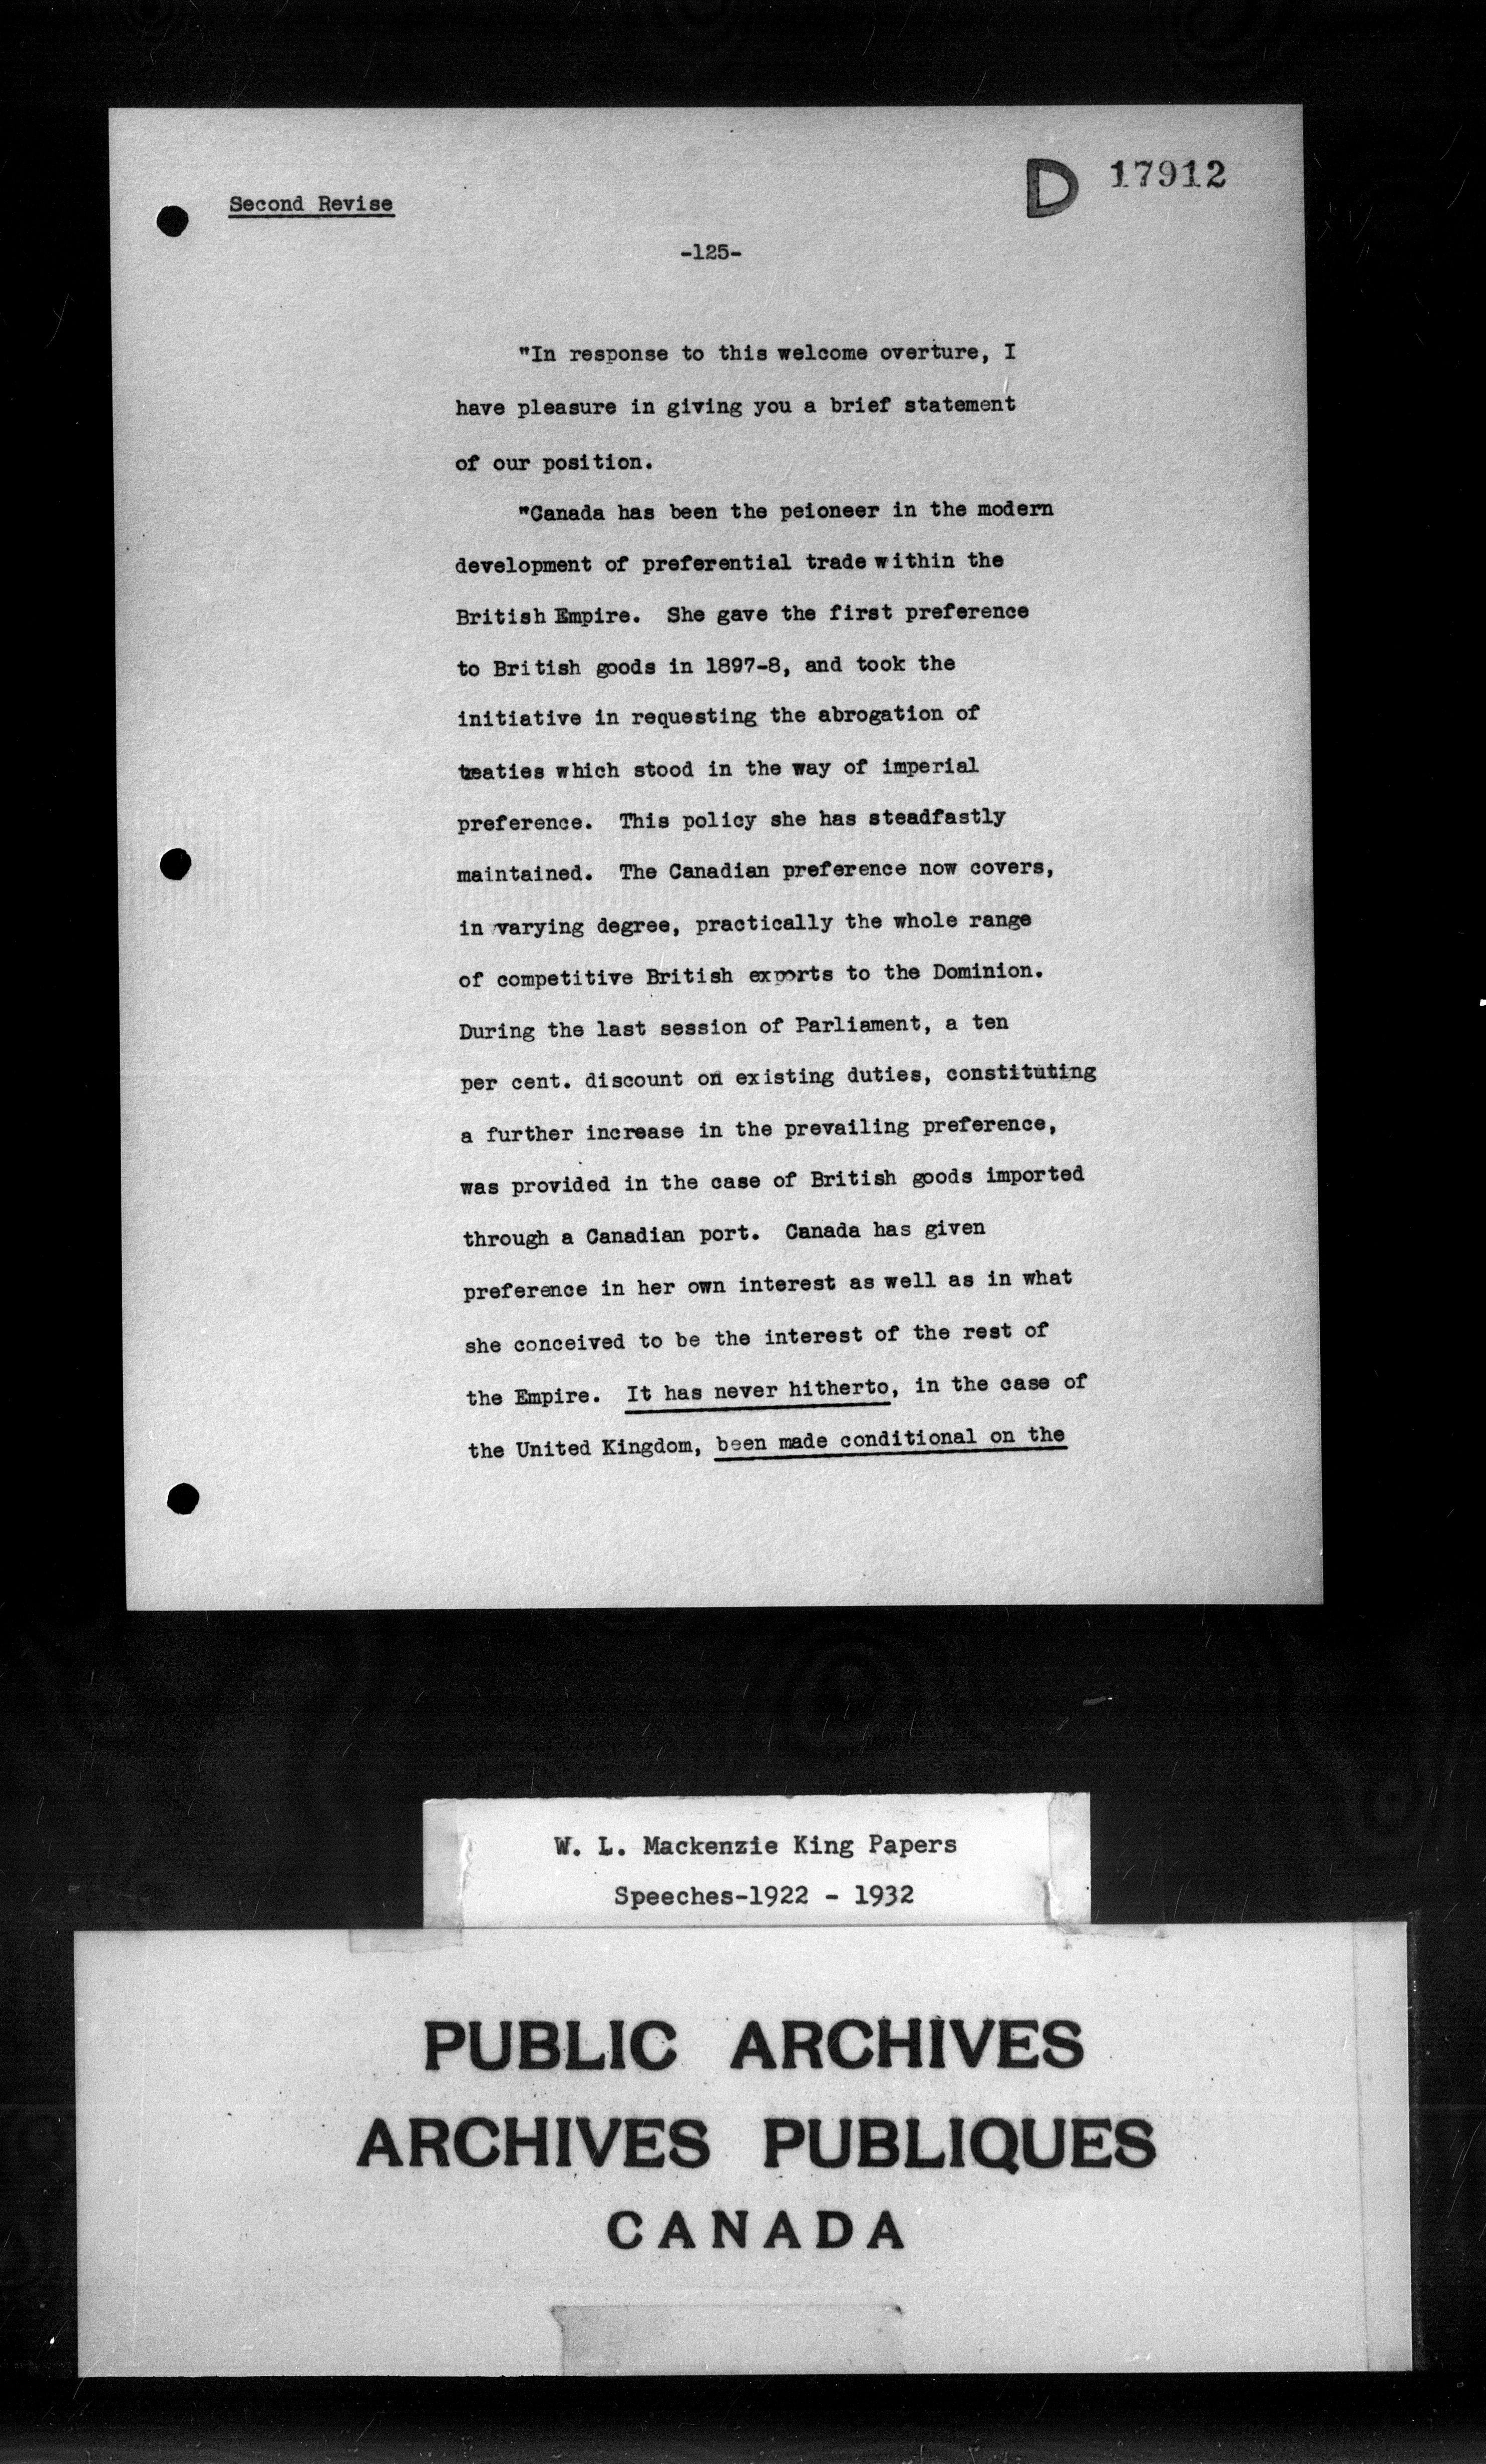 Second Revise
D 17912
-125-
"In response to this welcome overture, I
have pleasure in giving you a brief statement
of our position.
"Canada has been the peioneer in the modern
development of preferential trade within the
British Empire. She gave the first preference
to British goods in 1897-8, and took the
initiative in requesting the abrogation of
treaties which stood in the way of imperial
preference. This policy she has steadfastly
maintained. The Canadian preference now covers,
in varying degree, practically the whole range
of competitive British exports to the Dominion.
During the last session of Parliament, a ten
per cent. discount on existing duties, constituting
a further increase in the prevailing preference,
was provided in the case of British goods imported
through a Canadian port. Canada has given
preference in her own interest as well as in what
she conceived to be the interest of the rest of
the Empire. It has never hitherto, in the case of
the United Kingdom, been made conditional on the
W. L. Mackenzie King Papers
Speeches-1922 - 1932
PUBLIC ARCHIVES
ARCHIVES PUBLIQUES
CANADA